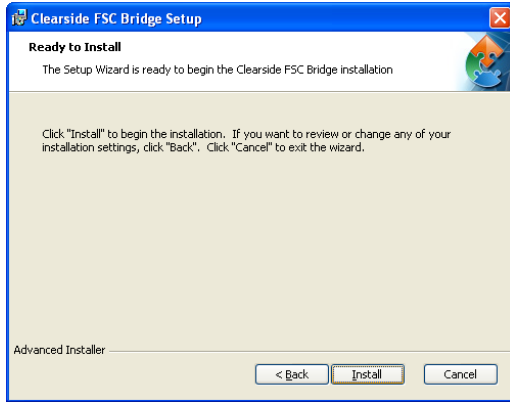 Clearside FSC Bridge Setup
Ready to Install
The Setup Wizard is ready to begin the Clearside FSC Bridge installation
Click "Install" to begin the installation. If you want to review or change any of your
installation settings, click "Back". Click "Cancel" to exit the wizard.
Advanced Installer
< Back Install Cancel